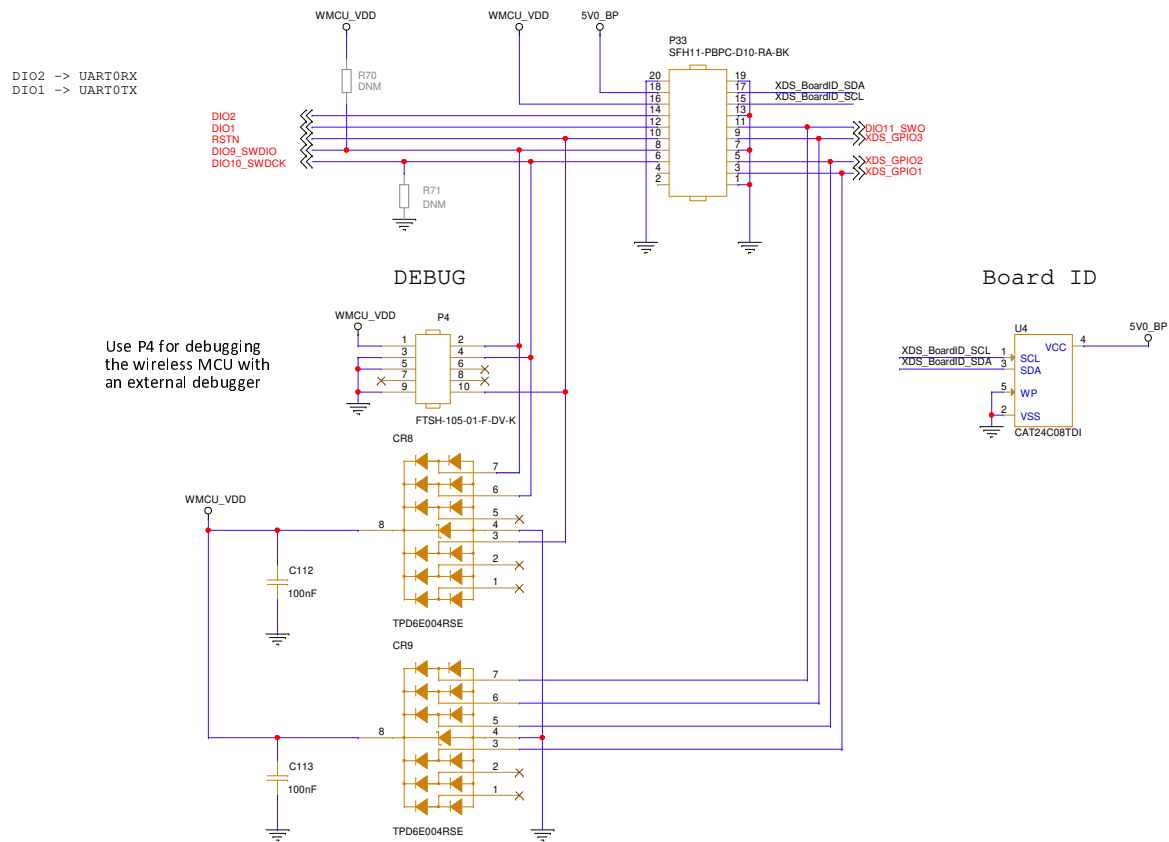 WMCU_VDD
WMCU_VDD
5V0_BP
P33
SFH11-PBPC-D10-RA-BK
DIO2 -> UART0RX
DIO1 -> UART0TX
R70
DNM
20
18
16
14
12
10
8
6
4
2
19
17
15
13
11
9
7
5
3
1
XDS_BoardID_SDA
XDS_BoardID_SCL
DIO2
DIO1
RSTN
DIO9_SWDIO
DIO10_SWDCK
DIO11_SWO
XDS_GPIO3
XDS_GPIO2
XDS_GPIO1
R71
DNM
DEBUG
Board ID
WMCU_VDD
P4
1
3
5
7
9
2
4
6
8
10
FTSH-105-01-F-DV-K
Use P4 for debugging
the wireless MCU with
an external debugger
U4
5V0_BP
XDS_BoardID_SCL
XDS_BoardID_SDA
1
3
5
2
4
SCL
SDA
WP
VSS
VCC
CAT24C08TDI
CR8
7
6
5
4
3
2
1
8
WMCU_VDD
C112
100nF
TPD6E004RSE
CR9
7
6
5
4
3
2
1
8
C113
100nF
TPD6E004RSE